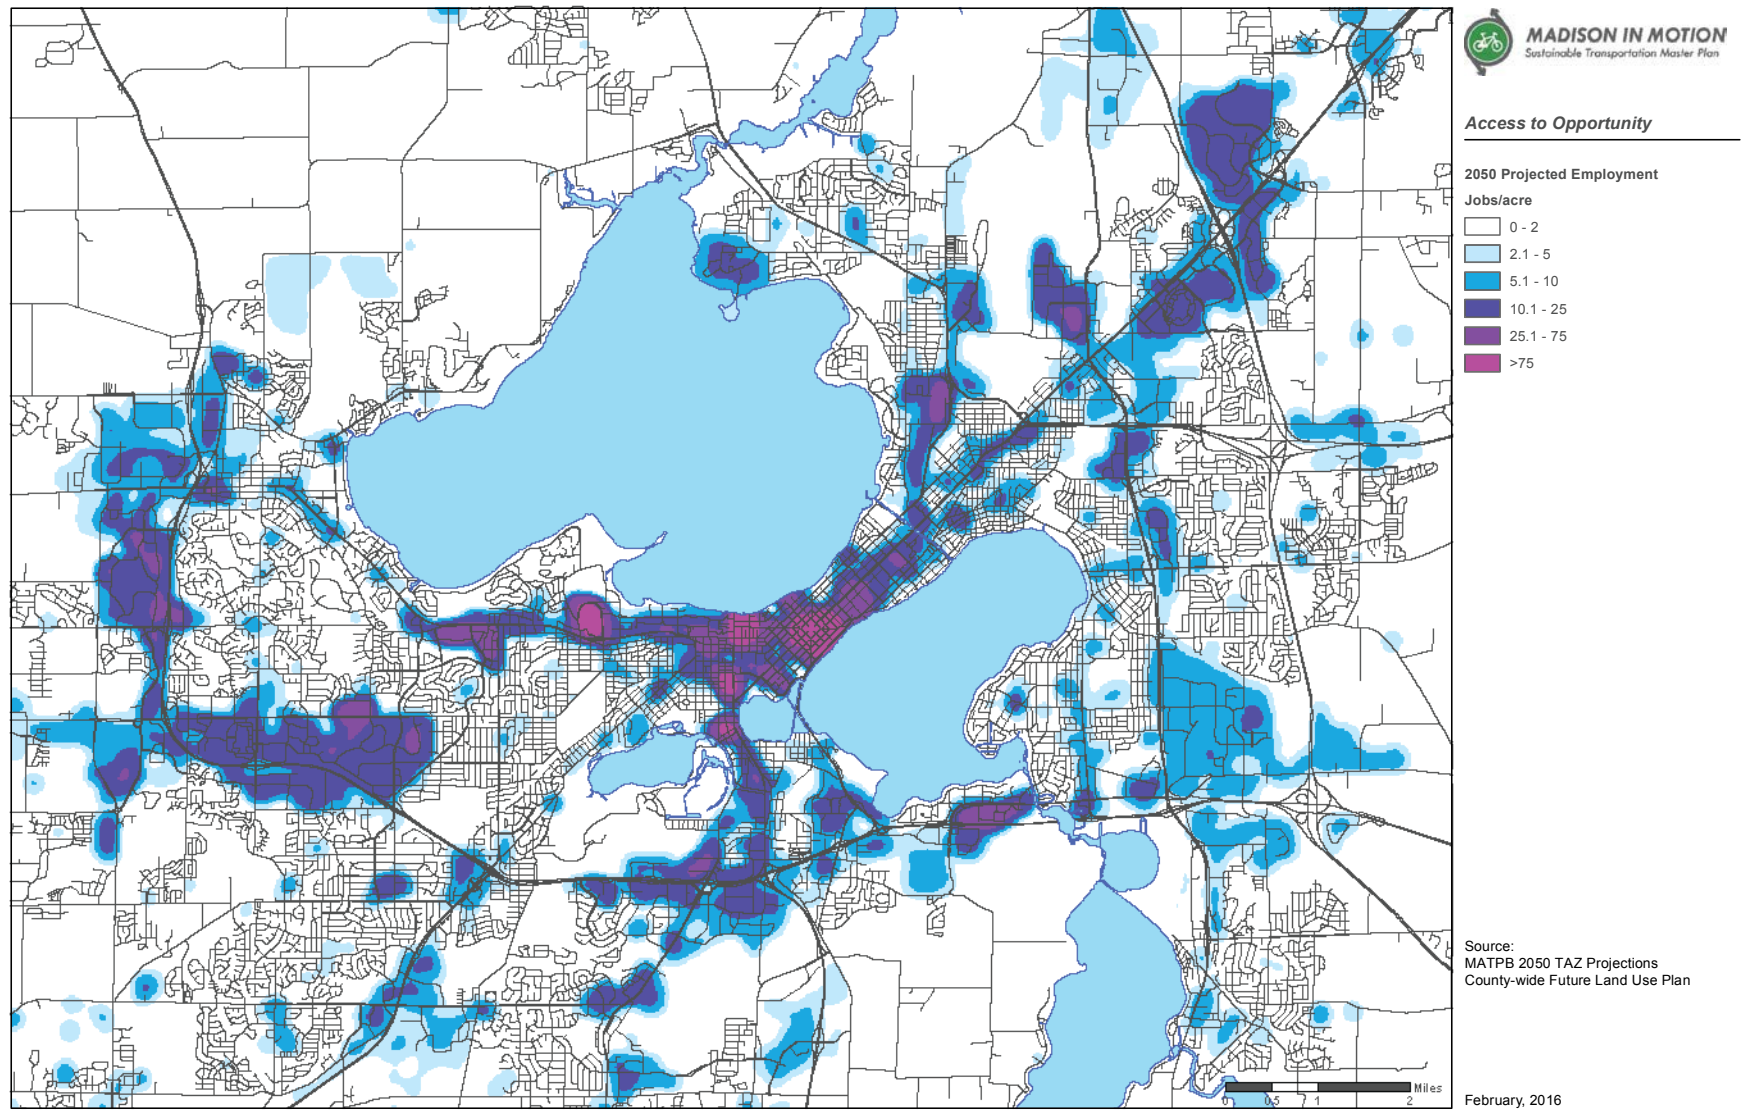 MADISON IN MOTION
Sustainable Transportation Master Plan
Access to Opportunity
2050 Projected Employment
Jobs/acre
0 - 2
2.1 - 5
5.1 - 10
10.1 - 25
25.1 - 75
>75
Source:
MATPB 2050 TAZ Projections
County-wide Future Land Use Plan
Miles
0 0.5 1 2
February, 2016